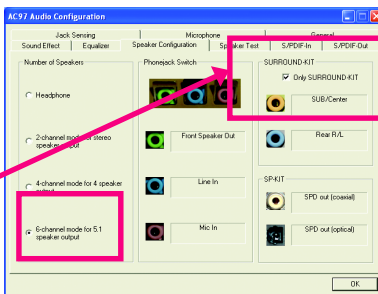 AC97 Audio Configuration
Jack Sensing
Microphone
General
Sound Effect
Equalizer
Speaker Configuration
Speaker Test
S/PDIF-In
S/PDIF-Out
Number of Speakers
Headphone
2-channel mode for stereo
speaker output
4-channel mode for 4 speaker
output
6-channel mode for 5.1
speaker output
Phonejack Switch
Front Speaker Out
Line In
Mic In
SURROUND-KIT
Only SURROUND-KIT
SUB/Center
Rear R/L
SP-KIT
SPD out (coaxial)
SPD out (optical)
OK